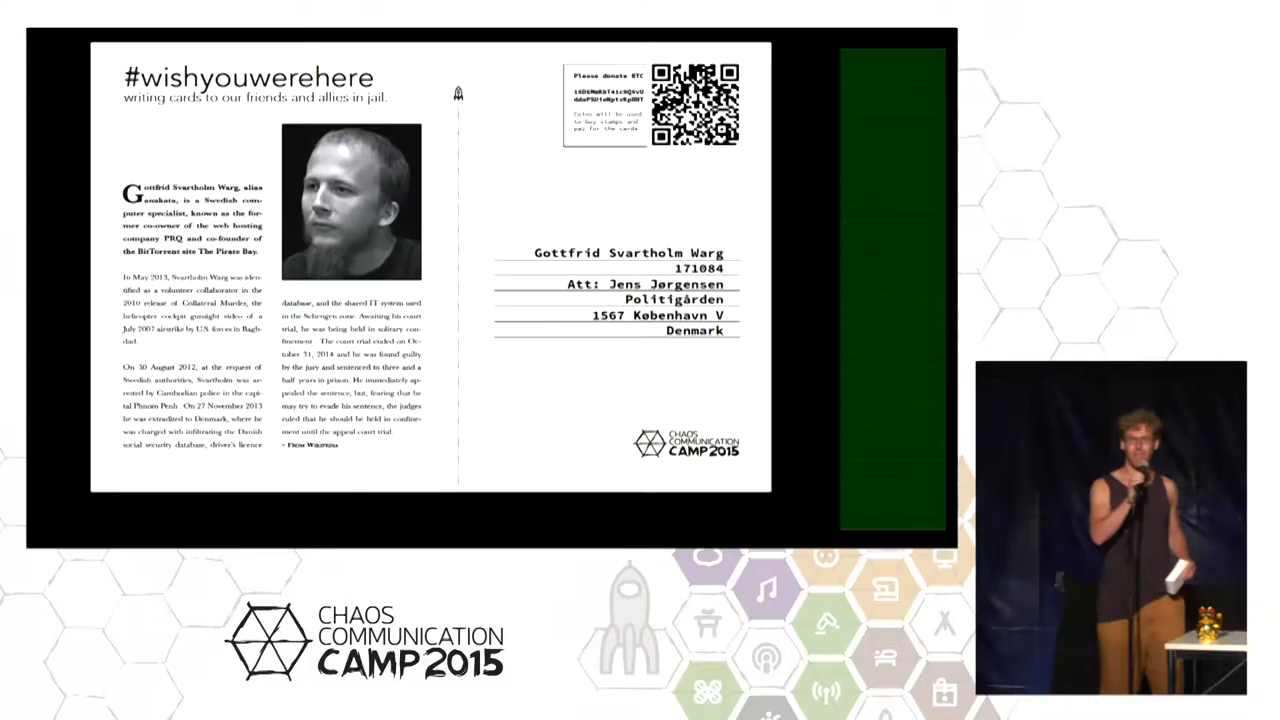 #wishyouwerehere
writing cards to our friends and allies in jail.
Gottfrid Svartholm Warg, alias
anakata, is a Swedish com-
puter specialist, known as the for-
mer co-owner of the web hosting
company PRQ and co-founder of
the BitTorrent site The Pirate Bay.
In May 2013, Svartholm Warg was iden-
tified as a volunteer collaborator in the
2010 release of Collateral Murder, the
helicopter cockpit gunsight video of a
July 2007 airstrike by U.S. forces in Bagh-
dad.
On 30 August 2012, at the request of
Swedish authorities, Svartholm was ar-
rested by Cambodian police in the capi-
tal Phnom Penh . On 27 November 2013
he was extradited to Denmark, where he
was charged with infiltrating the Danish
social security database, driver's licence
database, and the shared IT system used
in the Schengen zone. Awaiting his court
trial, he was being held in solitary con-
finement . The court trial ended on Oc-
tober 31, 2014 and he was found guilty
by the jury and sentenced to three and a
half years in prison. He immediately ap-
pealed the sentence, but, fearing that he
may try to evade his sentence, the judges
ruled that he should be held in confine-
ment until the appeal court trial.
- From Wikipedia
Please donate BTC
Coins will be used
to buy stamps and
pay for the cards
Gottfrid Svartholm Warg
171084
Att: Jens Jørgensen
Politigården
1567 København V
Denmark
CHAOS
COMMUNICATION
CAMP 2015
CHAOS
COMMUNICATION
CAMP 2015